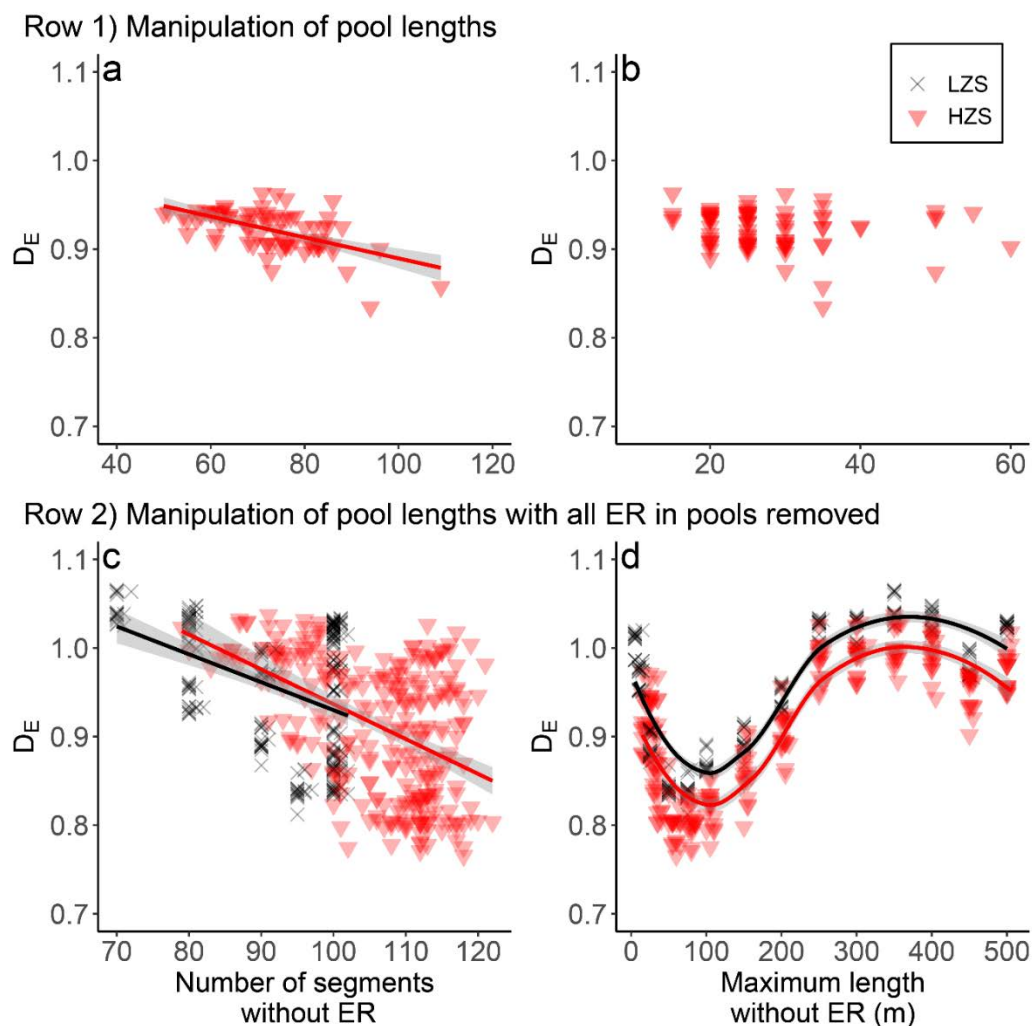 Row 1) Manipulation of pool lengths
a
b
LZS
HZS
1.1
1.0
0.9
0.8
0.7
D_E
40 60 80 100 120
1.1
1.0
0.9
0.8
0.7
D_E
20 40 60
Row 2) Manipulation of pool lengths with all ER in pools removed
c
d
1.1
1.0
0.9
0.8
0.7
D_E
70 80 90 100 110 120
Number of segments
without ER
1.1
1.0
0.9
0.8
0.7
D_E
0 100 200 300 400 500
Maximum length
without ER (m)